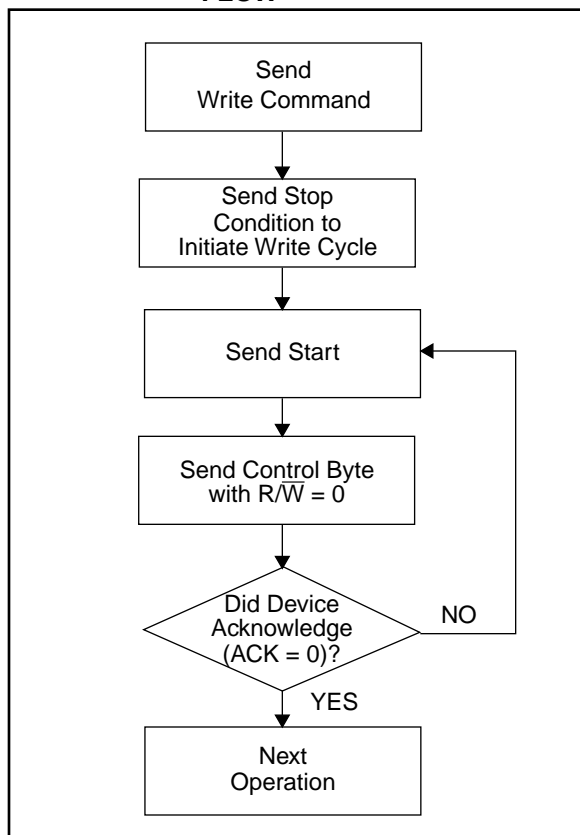 Send
Write Command
Send Stop
Condition to
Initiate Write Cycle
Send Start
Send Control Byte
with R/W̅ = 0
Did Device
Acknowledge
(ACK = 0)?
NO
YES
Next
Operation